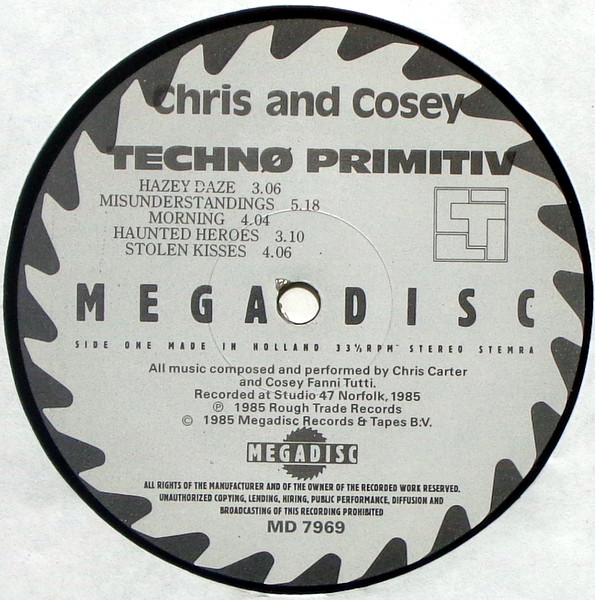 Chris and Cosey
TECHNØ PRIMITIV
HAZEY DAZE 3.06
MISUNDERSTANDINGS 5.18
MORNING 4.04
HAUNTED HEROES 3.10
STOLEN KISSES 4.06
MEGADISC
SIDE ONE MADE IN HOLLAND 33⅓RPM STEREO STEMRA
All music composed and performed by Chris Carter
and Cosey Fanni Tutti.
Recorded at Studio 47 Norfolk, 1985
℗ 1985 Rough Trade Records
© 1985 Megadisc Records & Tapes B.V.
MEGADISC
ALL RIGHTS OF THE MANUFACTURER AND OF THE OWNER OF THE RECORDED WORK RESERVED.
UNAUTHORIZED COPYING, LENDING, HIRING, PUBLIC PERFORMANCE, DIFFUSION AND
BROADCASTING OF THIS RECORDING PROHIBITED
MD 7969